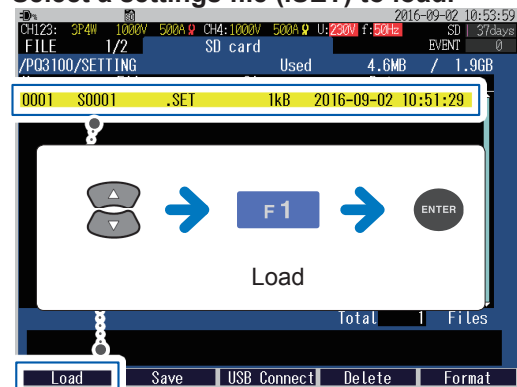 Select a settings file (.SET) to load.
2016-09-02 10:53:59
CH123: 3P4W 1000V 500A CH4:1000V 500A U:230V f:50Hz SD 37days
FILE 1/2 SD card EVENT 0
/PQ3100/SETTING Used 4.6MB / 1.9GB
0001 S0001 .SET 1kB 2016-09-02 10:51:29
F 1
ENTER
Load
Total 1 Files
Load Save USB Connect Delete Format